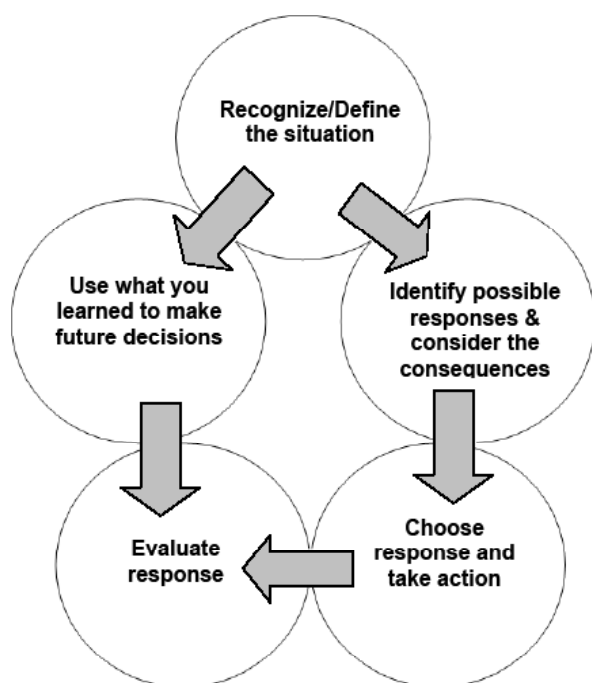 Recognize/Define
the situation
Identify possible
responses &
consider the
consequences
Choose
response and
take action
Evaluate
response
Use what you
learned to make
future decisions